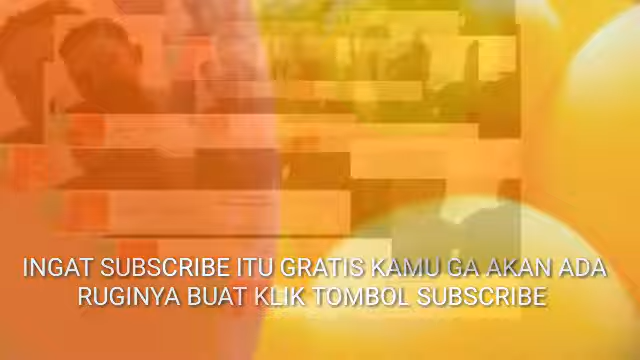 INGAT SUBSCRIBE ITU GRATIS KAMU GA AKAN ADA
RUGINYA BUAT KLIK TOMBOL SUBSCRIBE